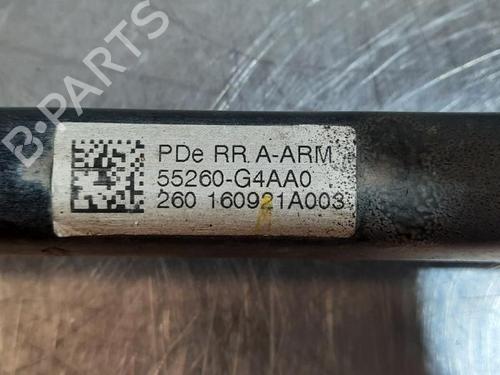 B-PARTS
PDe RR. A-ARM
55260-G4AA0
260 160921A003